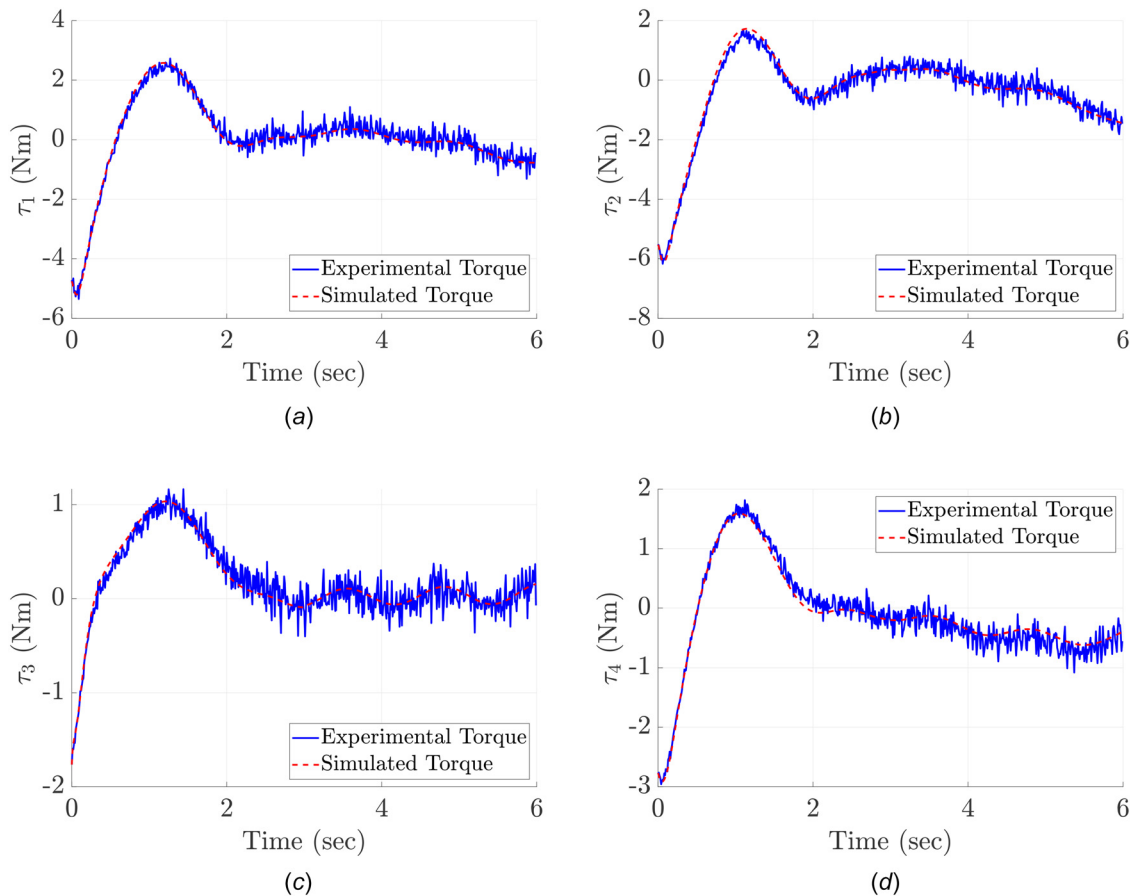 4
2
0
-2
-4
-6
τ1 (Nm)
0 2 4 6
Time (sec)
Experimental Torque
Simulated Torque
(a)
2
0
-2
-4
-6
-8
τ2 (Nm)
0 2 4 6
Time (sec)
Experimental Torque
Simulated Torque
(b)
1
0
-1
-2
τ3 (Nm)
0 2 4 6
Time (sec)
Experimental Torque
Simulated Torque
(c)
2
1
0
-1
-2
-3
τ4 (Nm)
0 2 4 6
Time (sec)
Experimental Torque
Simulated Torque
(d)